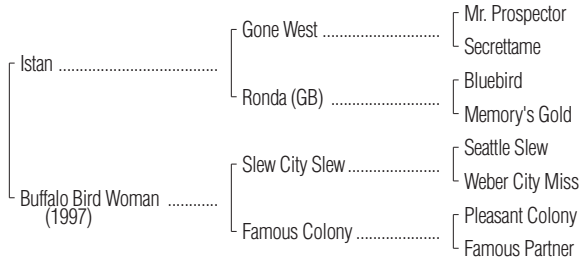 Mr. Prospector
Gone West
Secrettame
Istan
Bluebird
Ronda (GB)
Memory's Gold
Seattle Slew
Slew City Slew
Weber City Miss
Buffalo Bird Woman
(1997)
Pleasant Colony
Famous Colony
Famous Partner